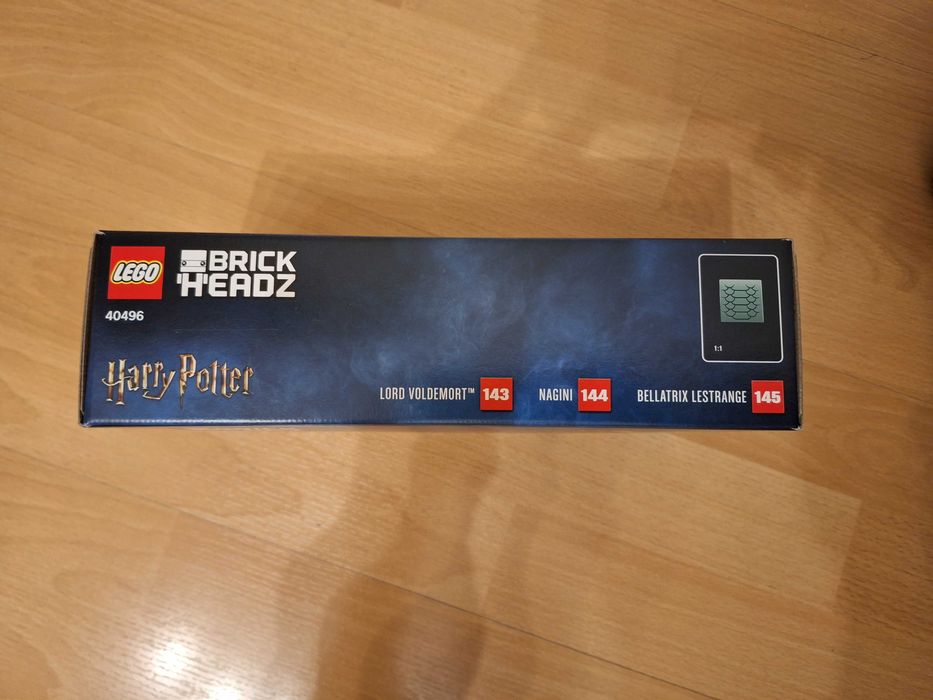 LEGO
BRICK
HEADZ
40496
Harry Potter
LORD VOLDEMORT™ 143
NAGINI 144
BELLATRIX LESTRANGE 145
1:1